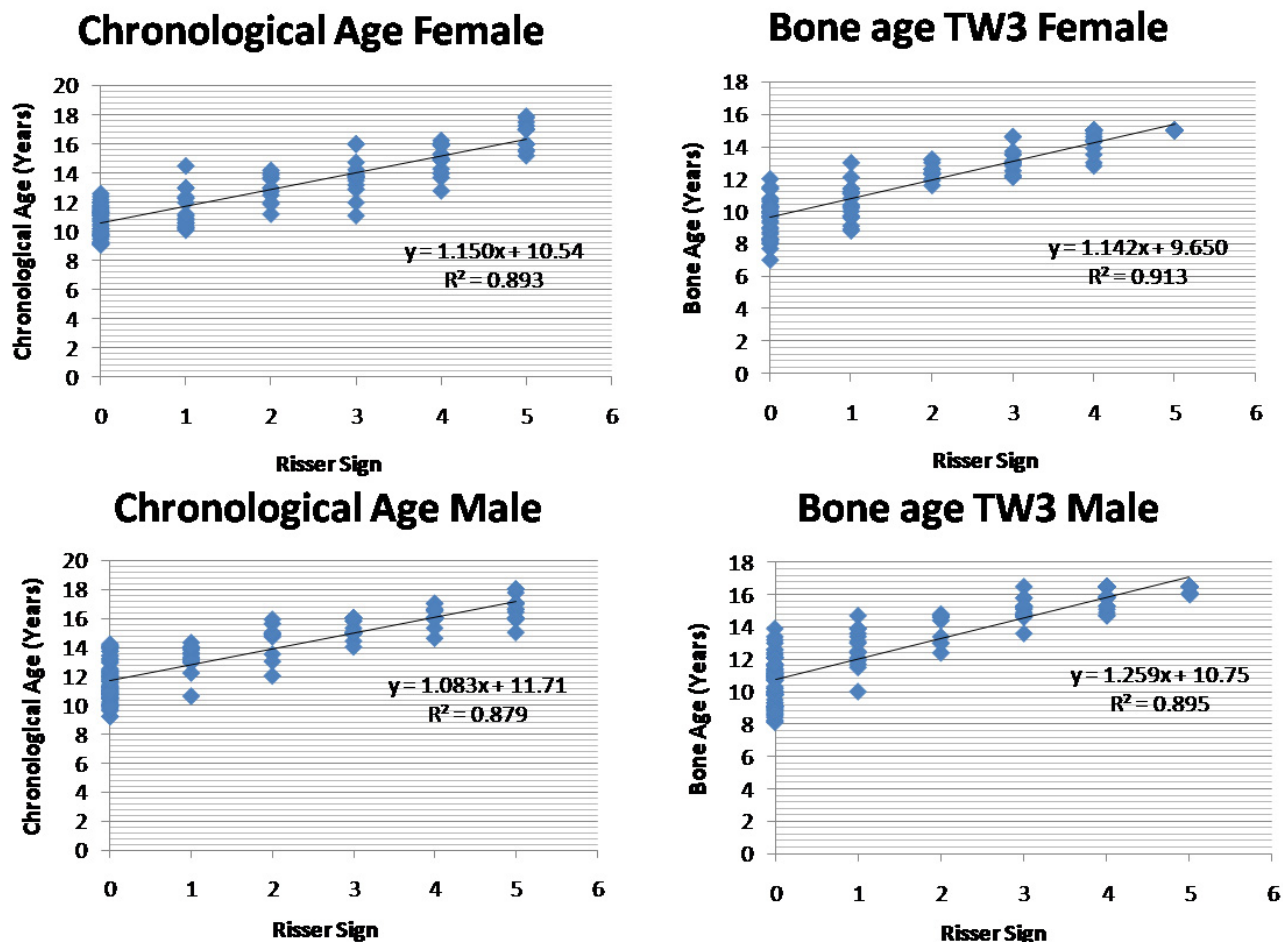 Chronological Age Female
Chronological Age (Years)
20
18
16
14
12
10
8
6
4
2
0
y = 1.150x + 10.54
R² = 0.893
0 1 2 3 4 5 6
Risser Sign
Bone age TW3 Female
Bone Age (Years)
18
16
14
12
10
8
6
4
2
0
y = 1.142x + 9.650
R² = 0.913
0 1 2 3 4 5 6
Risser Sign
Chronological Age Male
Chronological Age (Years)
20
18
16
14
12
10
8
6
4
2
0
y = 1.083x + 11.71
R² = 0.879
0 1 2 3 4 5 6
Risser Sign
Bone age TW3 Male
Bone Age (Years)
18
16
14
12
10
8
6
4
2
0
y = 1.259x + 10.75
R² = 0.895
0 1 2 3 4 5 6
Risser Sign